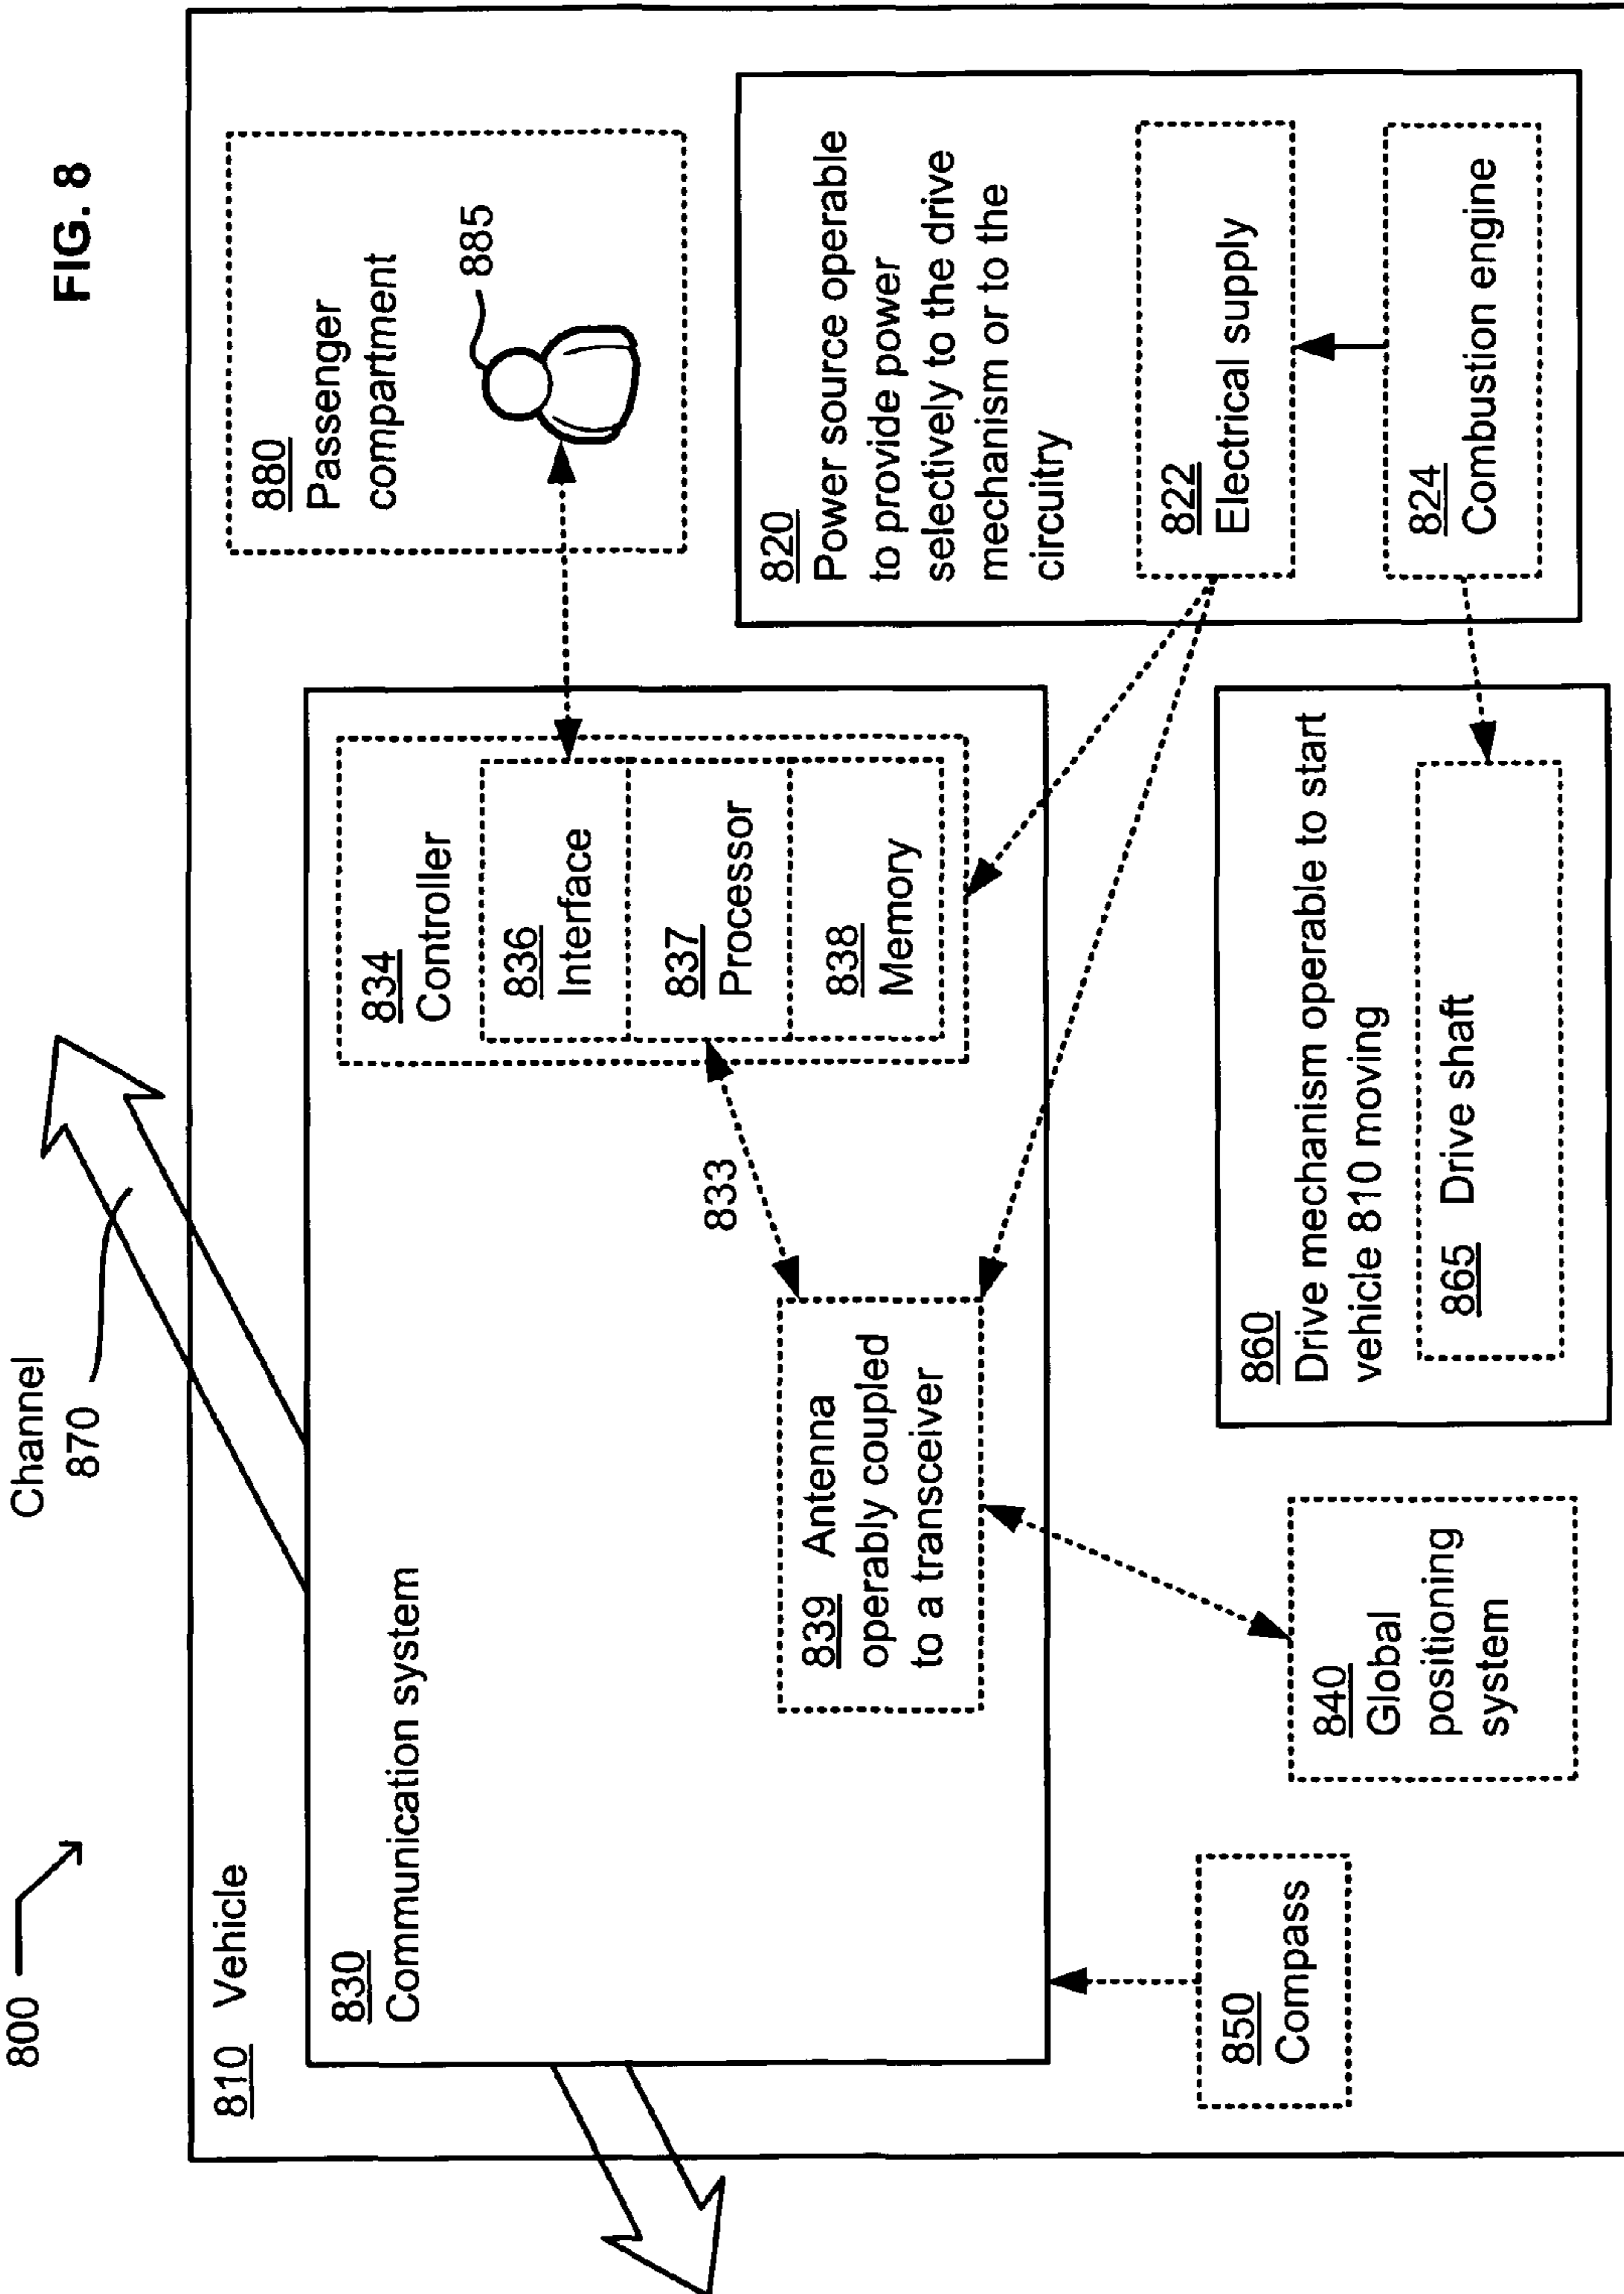 FIG. 8
800
Channel
870
810 Vehicle
830
Communication system
834
Controller
836
Interface
837
Processor
838
Memory
833
839 Antenna
operably coupled
to a transceiver
880
Passenger
compartment
885
820
Power source operable
to provide power
selectively to the drive
mechanism or to the
circuitry
822
Electrical supply
824
Combustion engine
850
Compass
840
Global
positioning
system
860
Drive mechanism operable to start
vehicle 810 moving
865 Drive shaft